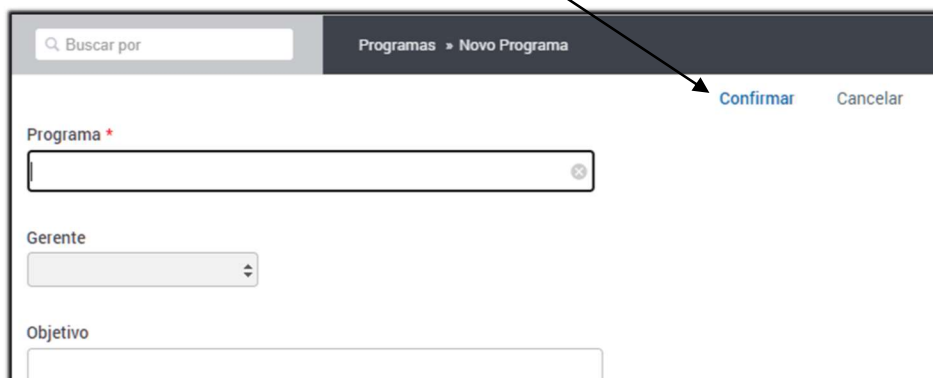 Buscar por
Programas » Novo Programa
Confirmar Cancelar
Programa *
Gerente
Objetivo